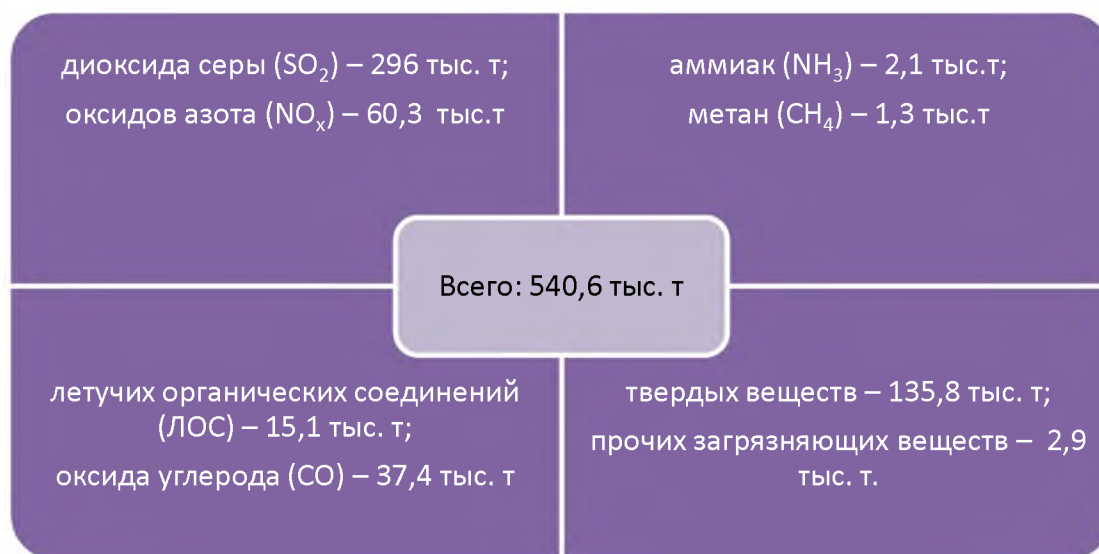 диоксида серы (SO₂) – 296 тыс. т;
оксидов азота (NOₓ) – 60,3 тыс.т
аммиак (NH₃) – 2,1 тыс.т;
метан (CH₄) – 1,3 тыс.т
Всего: 540,6 тыс. т
летучих органических соединений
(ЛОС) – 15,1 тыс. т;
оксида углерода (CO) – 37,4 тыс. т
твердых веществ – 135,8 тыс. т;
прочих загрязняющих веществ – 2,9
тыс. т.